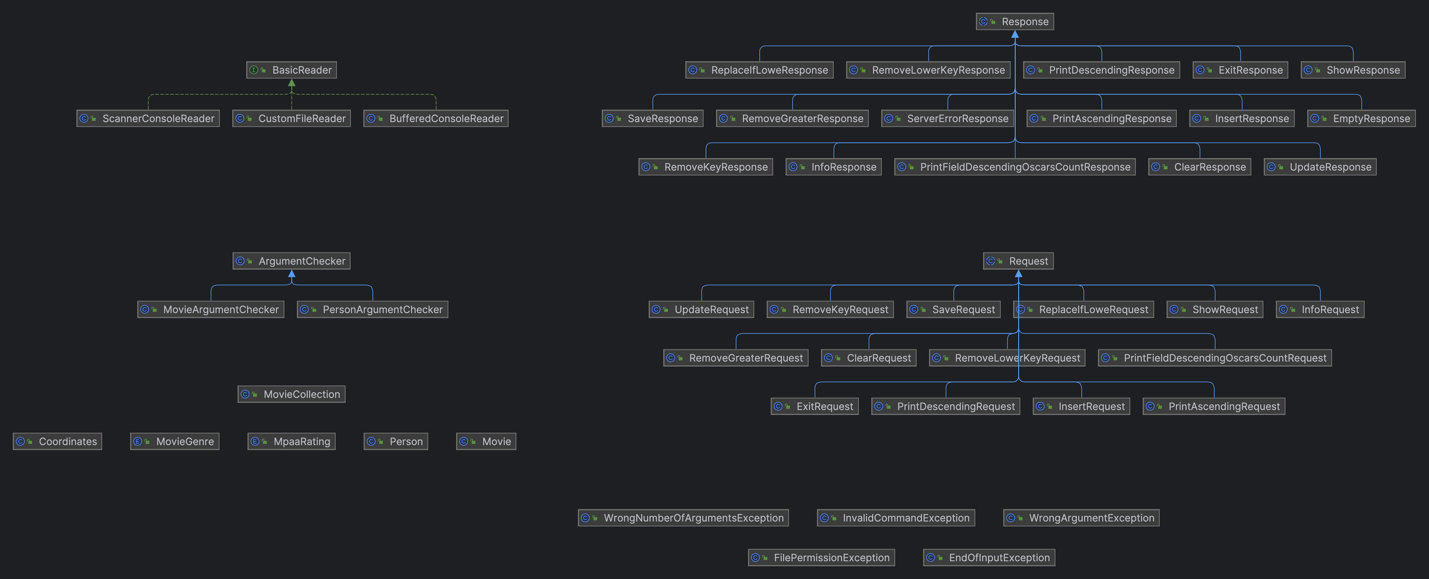 Response
BasicReader
ReplaceIfLoweResponse RemoveLowerKeyResponse PrintDescendingResponse ExitResponse ShowResponse
ScannerConsoleReader CustomFileReader BufferedConsoleReader
SaveResponse RemoveGreaterResponse ServerErrorResponse PrintAscendingResponse InsertResponse EmptyResponse
RemoveKeyResponse InfoResponse PrintFieldDescendingOscarsCountResponse ClearResponse UpdateResponse
ArgumentChecker
Request
MovieArgumentChecker PersonArgumentChecker
UpdateRequest RemoveKeyRequest SaveRequest ReplaceIfLoweRequest ShowRequest InfoRequest
RemoveGreaterRequest ClearRequest RemoveLowerKeyRequest PrintFieldDescendingOscarsCountRequest
MovieCollection
ExitRequest PrintDescendingRequest InsertRequest PrintAscendingRequest
Coordinates MovieGenre MpaaRating Person Movie
WrongNumberOfArgumentsException InvalidCommandException WrongArgumentException
FilePermissionException EndOfInputException